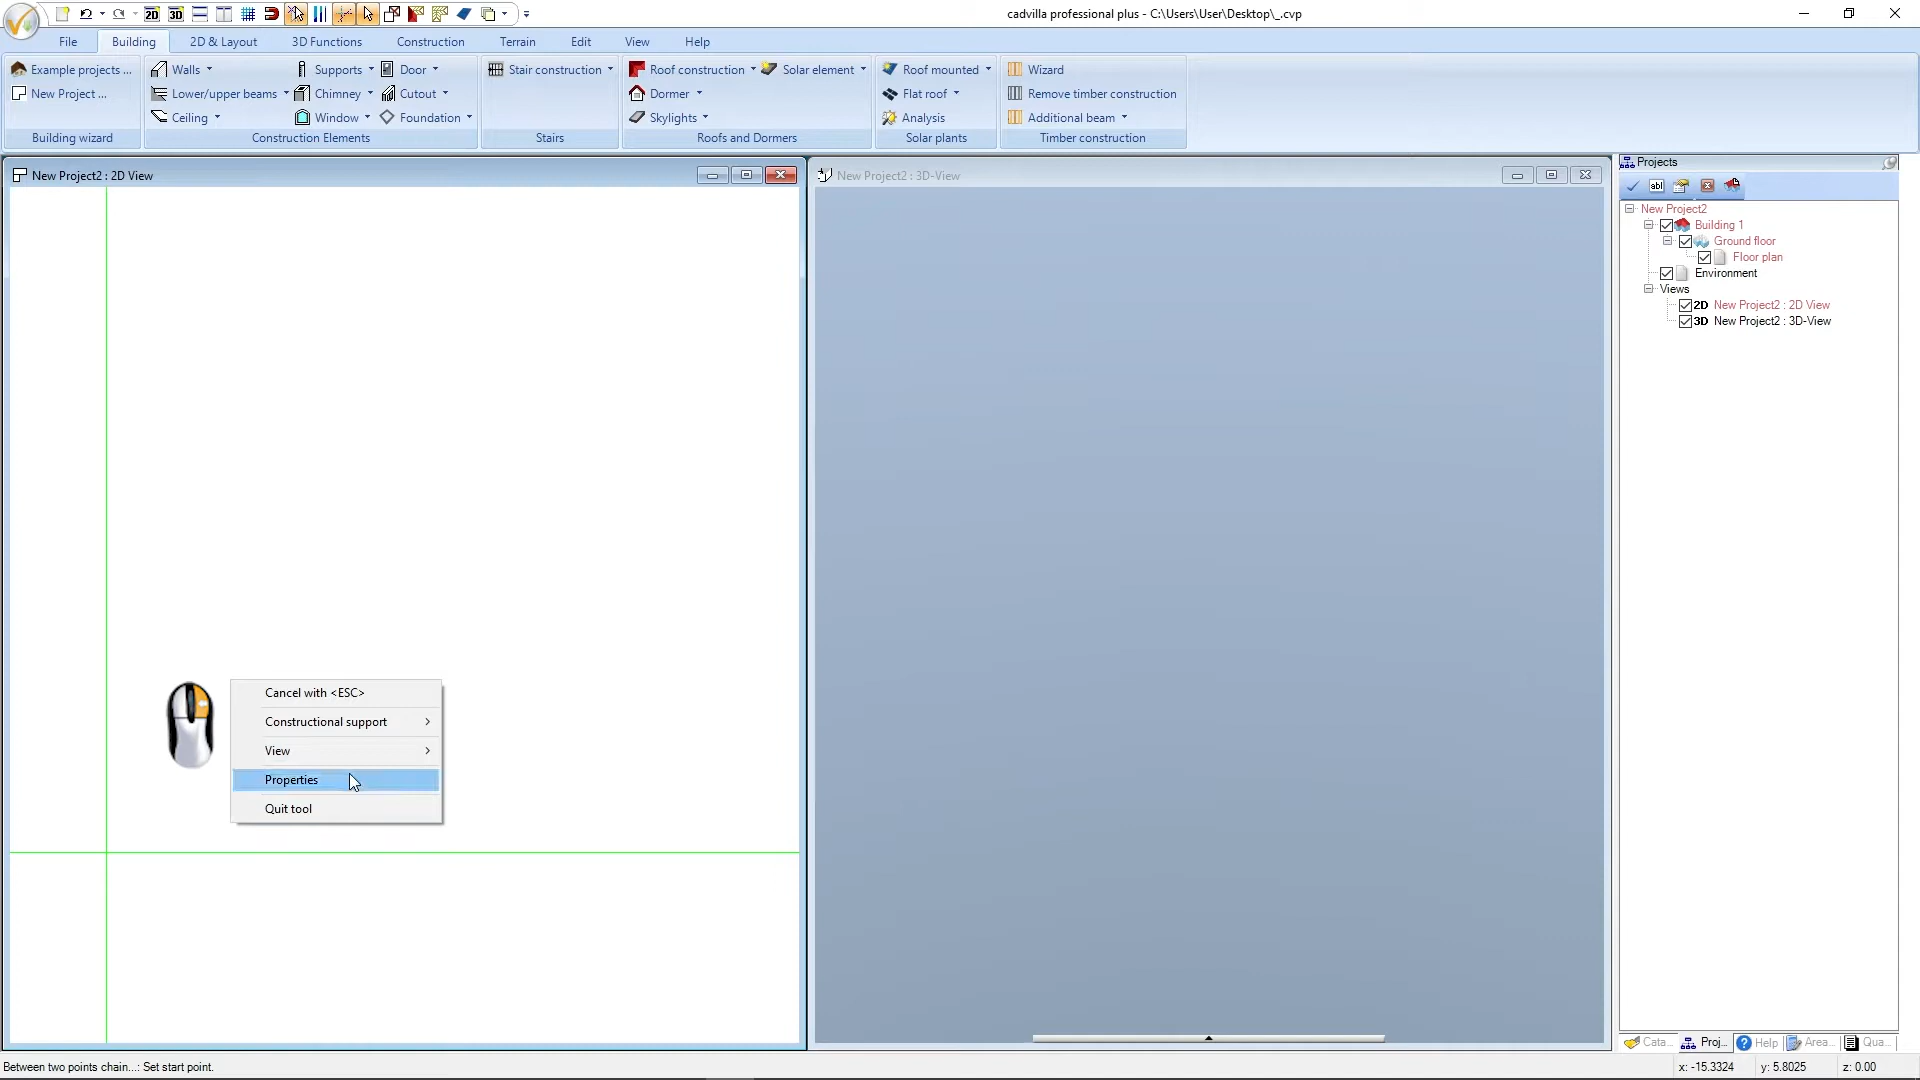 2D 3D
cadvilla professional plus - C:\Users\User\Desktop\_.cvp
File Building 2D & Layout 3D Functions Construction Terrain Edit View Help
Example projects ... Walls Supports Door Stair construction Roof construction Solar element Roof mounted Wizard
New Project ... Lower/upper beams Chimney Cutout Dormer Flat roof Remove timber construction
Ceiling Window Foundation Skylights Analysis Additional beam
Building wizard Construction Elements Stairs Roofs and Dormers Solar plants Timber construction
New Project2 : 2D View
New Project2 : 3D-View
Projects
abl
New Project2
Building 1
Ground floor
Floor plan
Environment
Views
2D New Project2 : 2D View
3D New Project2 : 3D-View
Cancel with <ESC>
Constructional support
View
Properties
Quit tool
Cata... Proj... Help Area... Qua...
Between two points chain...: Set start point.
x: -15.3324 y: 5.8025 z: 0.00